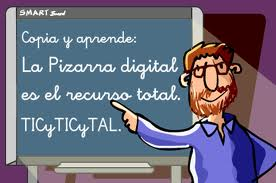 SMART Board
Copia y aprende:
La Pizarra digital
es el recurso total.
TICyTICyTAL.